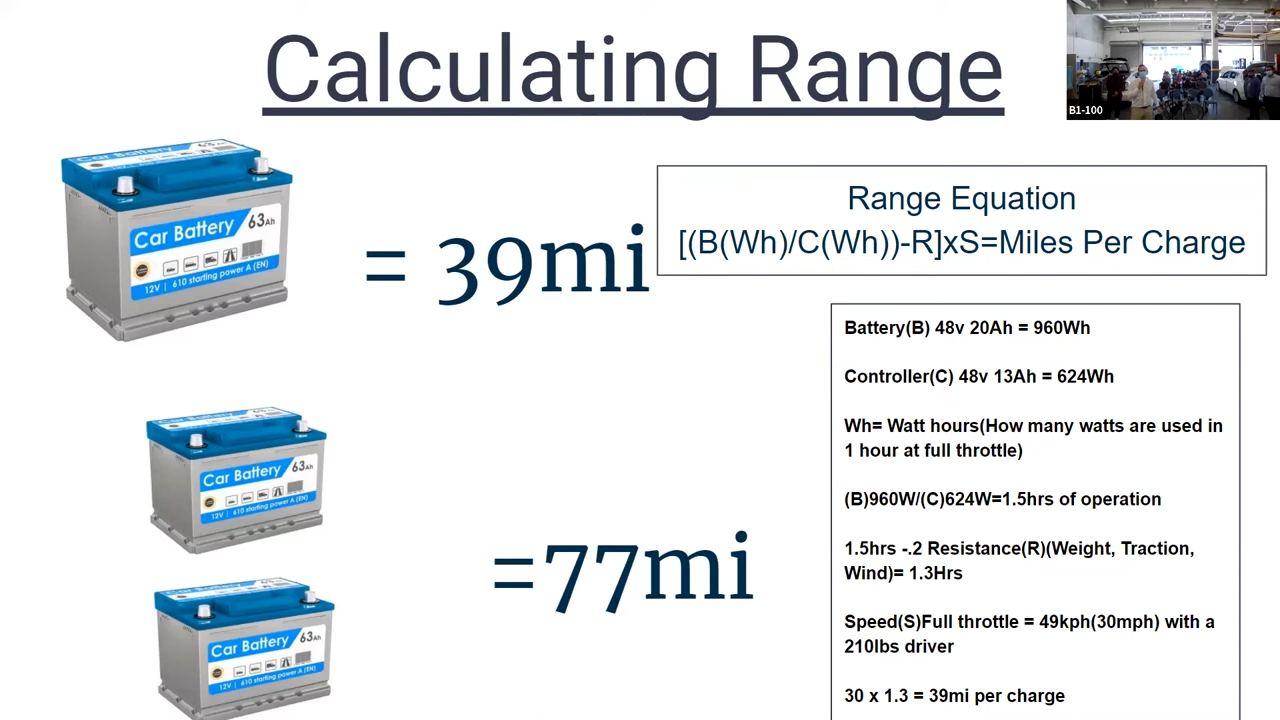 Calculating Range
B1-100
Car Battery 63Ah
Car Battery 63Ah
12V | 610 starting power A (EN)
= 39mi
Range Equation
[(B(Wh)/C(Wh))-R]xS=Miles Per Charge
Battery(B) 48v 20Ah = 960Wh
Controller(C) 48v 13Ah = 624Wh
Wh= Watt hours(How many watts are used in
1 hour at full throttle)
(B)960W/(C)624W=1.5hrs of operation
1.5hrs -.2 Resistance(R)(Weight, Traction,
Wind)= 1.3Hrs
Speed(S)Full throttle = 49kph(30mph) with a
210lbs driver
30 x 1.3 = 39mi per charge
Car Battery 63Ah
12V | 610 starting power A (EN)
Car Battery 63Ah
12V | 610 starting power A (EN)
=77mi